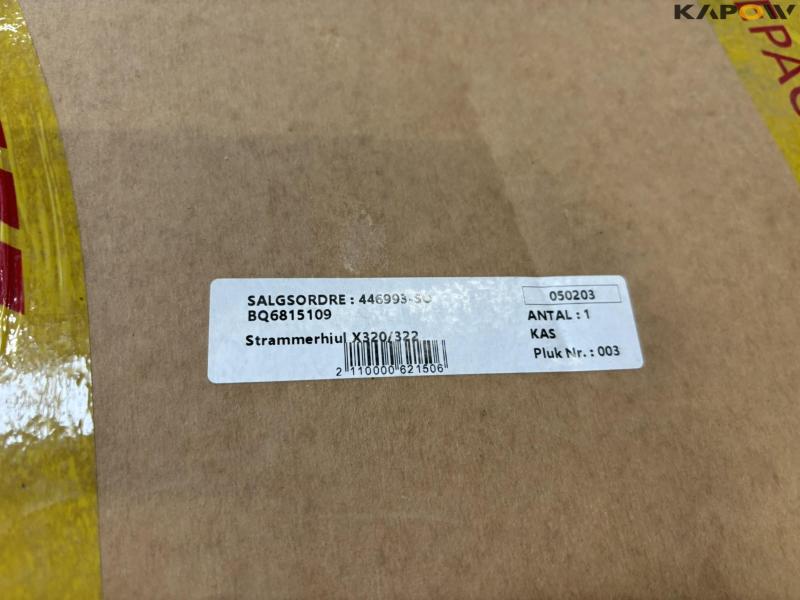 KAPOW
SALGSORDRE : 446993-SO
050203
BQ6815109
ANTAL : 1
Strammerhjul X320/322
KAS
2 110000 621506
Pluk Nr. : 003